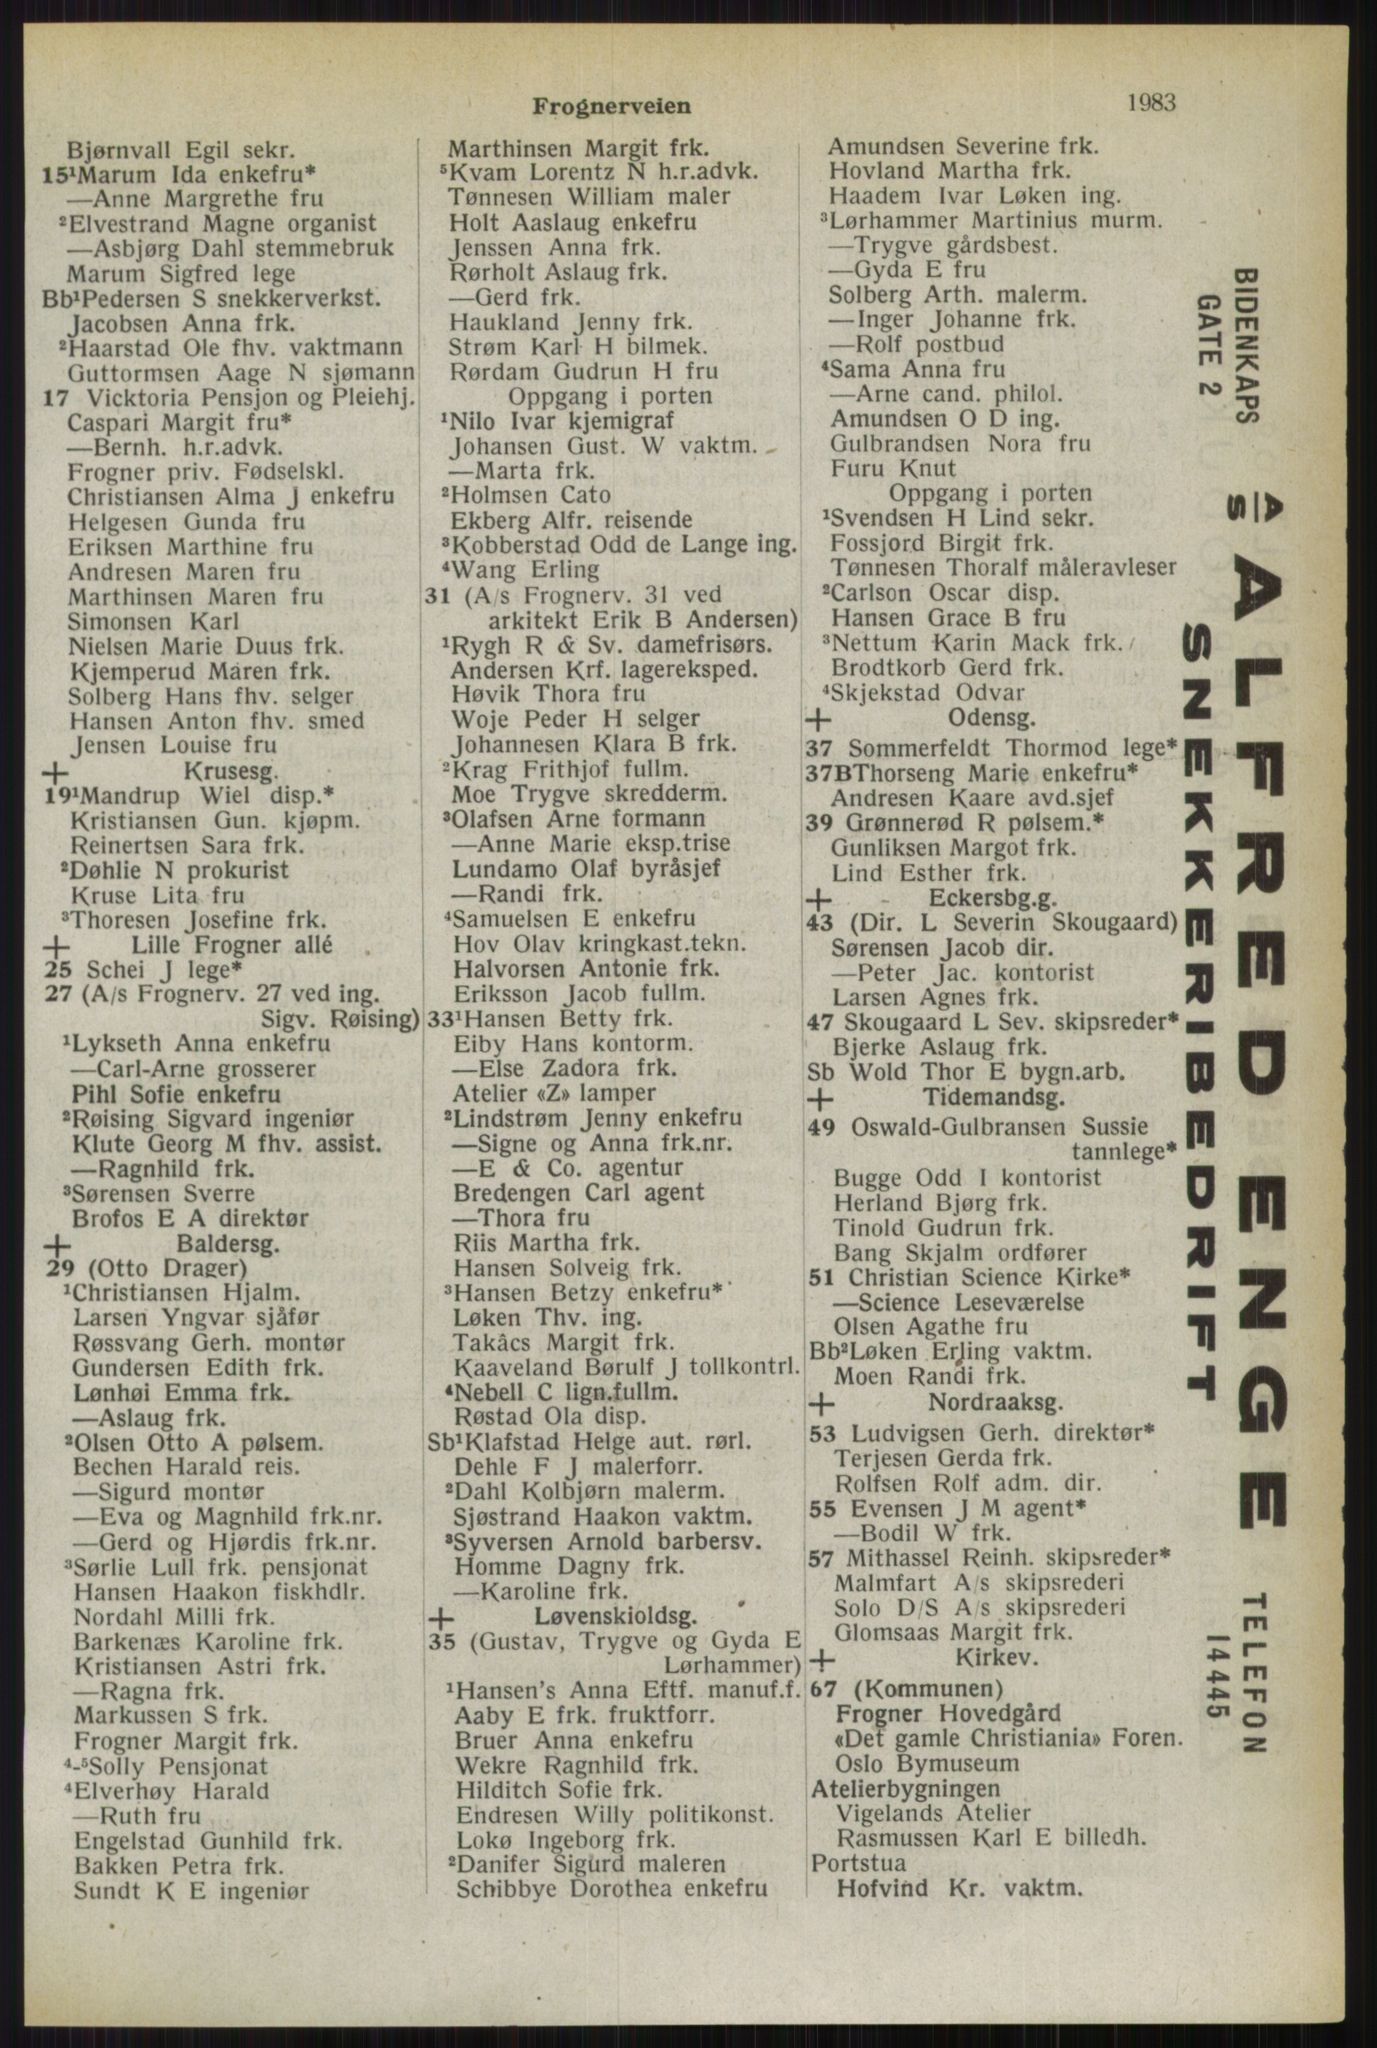 Frognerveien
1983
Bjørnvall Egil sekr.
15¹Marum Ida enkefru*
—Anne Margrethe fru
²Elvestrand Magne organist
—Asbjørg Dahl stemmebruk
Marum Sigfred lege
Bb¹Pedersen S snekkerverkst.
Jacobsen Anna frk.
²Haarstad Ole fhv. vaktmann
Guttormsen Aage N sjømann
17 Vicktoria Pensjon og Pleiehj.
Caspari Margit fru*
—Bernh. h.r.advk.
Frogner priv. Fødselskl.
Christiansen Alma J enkefru
Helgesen Gunda fru
Eriksen Marthine fru
Andresen Maren fru
Marthinsen Maren fru
Simonsen Karl
Nielsen Marie Duus frk.
Kjemperud Maren frk.
Solberg Hans fhv. selger
Hansen Anton fhv. smed
Jensen Louise fru
+ Krusesg.
19¹Mandrup Wiel disp.*
Kristiansen Gun. kjøpm.
Reinertsen Sara frk.
²Døhlie N prokurist
Kruse Lita fru
³Thoresen Josefine frk.
+ Lille Frogner allé
25 Schei J lege*
27 (A/s Frognerv. 27 ved ing.
Sigv. Røising)
¹Lykseth Anna enkefru
—Carl-Arne grosserer
Pihl Sofie enkefru
²Røising Sigvard ingeniør
Klute Georg M fhv. assist.
—Ragnhild frk.
³Sørensen Sverre
Brofos E A direktør
+ Baldersg.
29 (Otto Drager)
¹Christiansen Hjalm.
Larsen Yngvar sjåfør
Røssvang Gerh. montør
Gundersen Edith frk.
Lønhøi Emma frk.
—Aslaug frk.
²Olsen Otto A pølsem.
Bechen Harald reis.
—Sigurd montør
—Eva og Magnhild frk.nr.
—Gerd og Hjørdis frk.nr.
³Sørlie Lull frk. pensjonat
Hansen Haakon fiskhdlr.
Nordahl Milli frk.
Barkenæs Karoline frk.
Kristiansen Astri frk.
—Ragna frk.
Markussen S frk.
Frogner Margit frk.
⁴-⁵Solly Pensjonat
⁴Elverhøy Harald
—Ruth fru
Engelstad Gunhild frk.
Bakken Petra frk.
Sundt K E ingeniør
Marthinsen Margit frk.
⁵Kvam Lorentz N h.r.advk.
Tønnesen William maler
Holt Aaslaug enkefru
Jenssen Anna frk.
Rørholt Aslaug frk.
—Gerd frk.
Haukland Jenny frk.
Strøm Karl H bilmek.
Rørdam Gudrun H fru
Oppgang i porten
¹Nilo Ivar kjemigraf
Johansen Gust. W vaktm.
—Marta frk.
²Holmsen Cato
Ekberg Alfr. reisende
³Kobberstad Odd de Lange ing.
⁴Wang Erling
31 (A/s Frognerv. 31 ved
arkitekt Erik B Andersen)
¹Rygh R & Sv. damefrisørs.
Andersen Krf. lagereksped.
Høvik Thora fru
Woje Peder H selger
Johannesen Klara B frk.
²Krag Frithjof fullm.
Moe Trygve skredderm.
³Olafsen Arne formann
—Anne Marie eksp.trise
Lundamo Olaf byråsjef
—Randi frk.
⁴Samuelsen E enkefru
Hov Olav kringkast.tekn.
Halvorsen Antonie frk.
Eriksson Jacob fullm.
33¹Hansen Betty frk.
Eiby Hans kontorm.
—Else Zadora frk.
Atelier «Z» lamper
²Lindstrøm Jenny enkefru
—Signe og Anna frk.nr.
—E & Co. agentur
Bredengen Carl agent
—Thora fru
Riis Martha frk.
Hansen Solveig frk.
³Hansen Betzy enkefru*
Løken Thv. ing.
Takâcs Margit frk.
Kaaveland Børulf J tollkontrl.
⁴Nebell C lign.fullm.
Røstad Ola disp.
Sb¹Klafstad Helge aut. rørl.
Dehle F J malerforr.
²Dahl Kolbjørn malerm.
Sjøstrand Haakon vaktm.
³Syversen Arnold barbersv.
Homme Dagny frk.
—Karoline frk.
+ Løvenskioldsg.
35 (Gustav, Trygve og Gyda E
Lørhammer)
¹Hansen's Anna Eftf. manuf.f.
Aaby E frk. fruktforr.
Bruer Anna enkefru
Wekre Ragnhild frk.
Hilditch Sofie frk.
Endresen Willy politikonst.
Lokø Ingeborg frk.
²Danifer Sigurd maleren
Schibbye Dorothea enkefru
Amundsen Severine frk.
Hovland Martha frk.
Haadem Ivar Løken ing.
³Lørhammer Martinius murm.
—Trygve gårdsbest.
—Gyda E fru
Solberg Arth. malerm.
—Inger Johanne frk.
—Rolf postbud
⁴Sama Anna fru
—Arne cand. philol.
Amundsen O D ing.
Gulbrandsen Nora fru
Furu Knut
Oppgang i porten
¹Svendsen H Lind sekr.
Fossjord Birgit frk.
Tønnesen Thoralf måleravleser
²Carlson Oscar disp.
Hansen Grace B fru
³Nettum Karin Mack frk.
Brodtkorb Gerd frk.
⁴Skjekstad Odvar
+ Odensg.
37 Sommerfeldt Thormod lege*
37BThorseng Marie enkefru*
Andresen Kaare avd.sjef
39 Grønnerød R pølsem.*
Gunliksen Margot frk.
Lind Esther frk.
+ Eckersbg.g.
43 (Dir. L Severin Skougaard)
Sørensen Jacob dir.
—Peter Jac. kontorist
Larsen Agnes frk.
47 Skougaard L Sev. skipsreder*
Bjerke Aslaug frk.
Sb Wold Thor E bygn.arb.
+ Tidemandsg.
49 Oswald-Gulbransen Sussie
tannlege*
Bugge Odd I kontorist
Herland Bjørg frk.
Tinold Gudrun frk.
Bang Skjalm ordfører
51 Christian Science Kirke*
—Science Leseværelse
Olsen Agathe fru
Bb²Løken Erling vaktm.
Moen Randi frk.
+ Nordraaksg.
53 Ludvigsen Gerh. direktør*
Terjesen Gerda frk.
Rolfsen Rolf adm. dir.
55 Evensen J M agent*
—Bodil W frk.
57 Mithassel Reinh. skipsreder*
Malmfart A/s skipsrederi
Solo D/S A/s skipsrederi
Glomsaas Margit frk.
+ Kirkev.
67 (Kommunen)
Frogner Hovedgård
«Det gamle Christiania» Foren.
Oslo Bymuseum
Atelierbygningen
Vigelands Atelier
Rasmussen Karl E billedh.
Portstua
Hofvind Kr. vaktm.
BIDENKAPS
GATE 2
A/S ALFRED ENGE
SNEKKERIBEDRIFT
TELEFON
14445